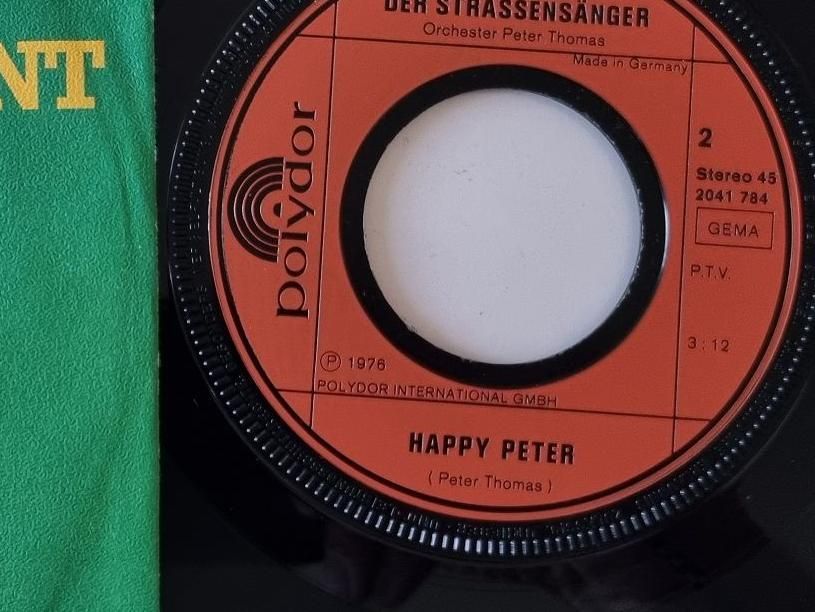 NT
DER STRASSENSÄNGER
Orchester Peter Thomas
Made in Germany
polydor
2
Stereo 45
2041 784
GEMA
P.T.V.
3:12
Ⓟ 1976
POLYDOR INTERNATIONAL GMBH
HAPPY PETER
( Peter Thomas )